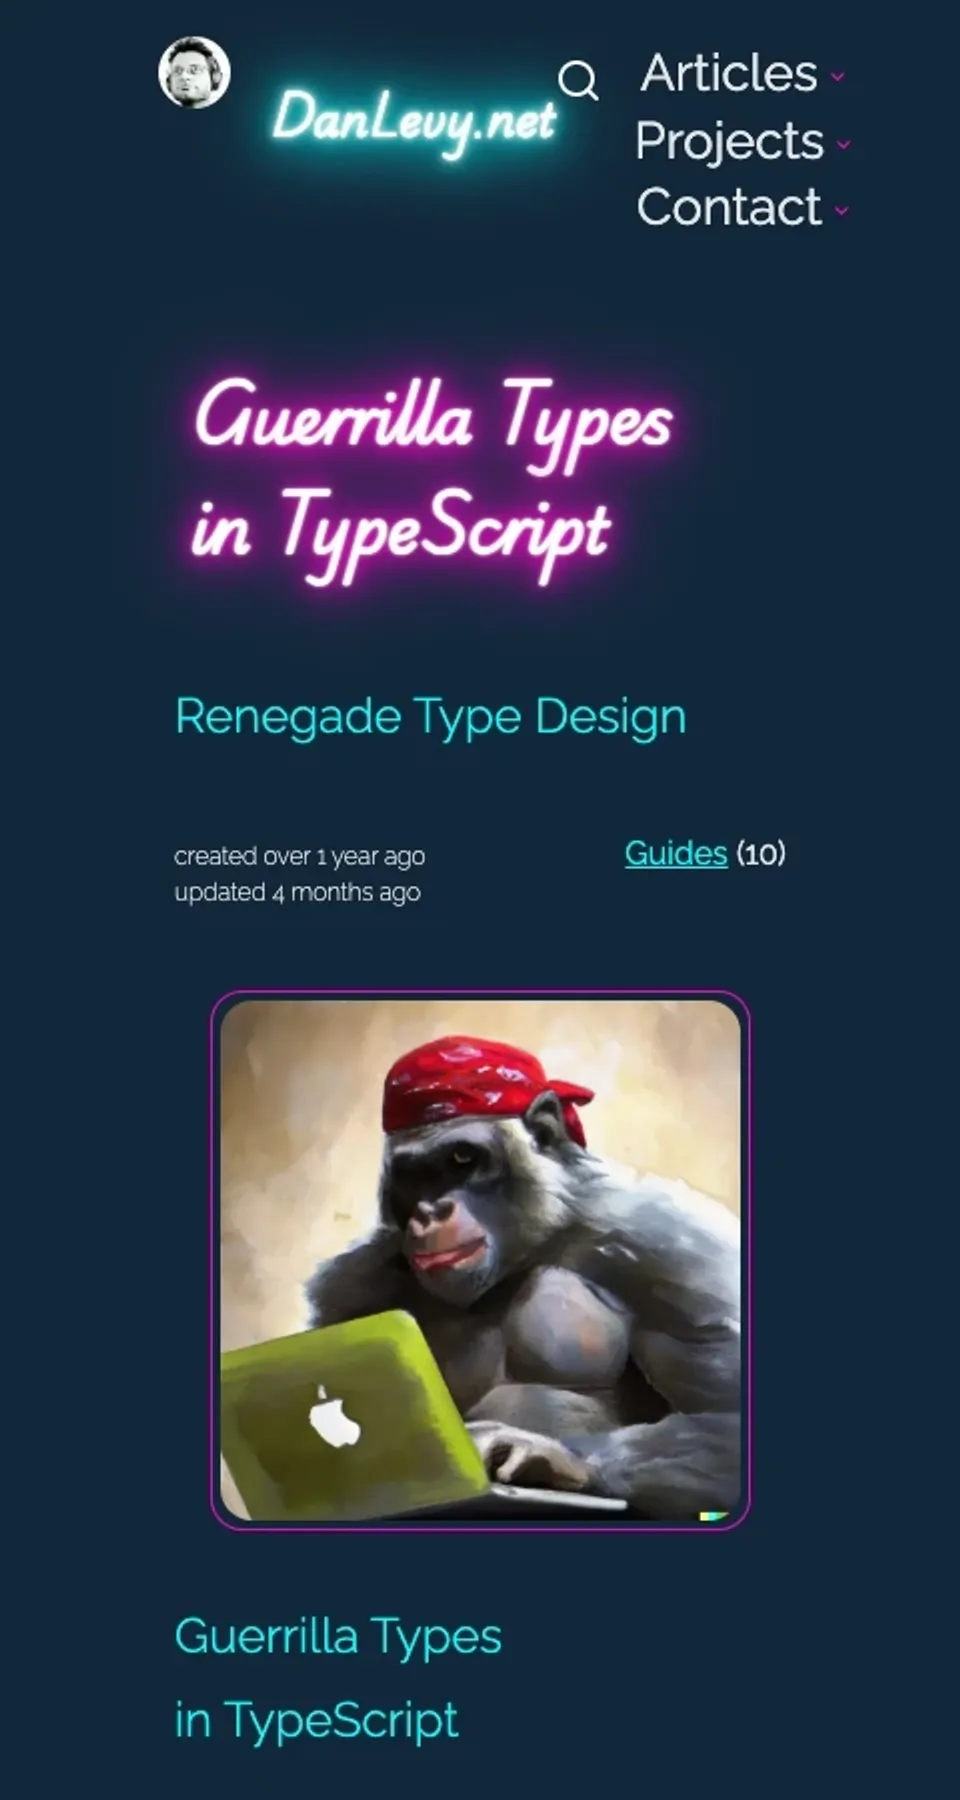 DanLevy.net
Articles
Projects
Contact
Guerrilla Types
in TypeScript
Renegade Type Design
created over 1 year ago
updated 4 months ago
Guides (10)
Guerrilla Types
in TypeScript